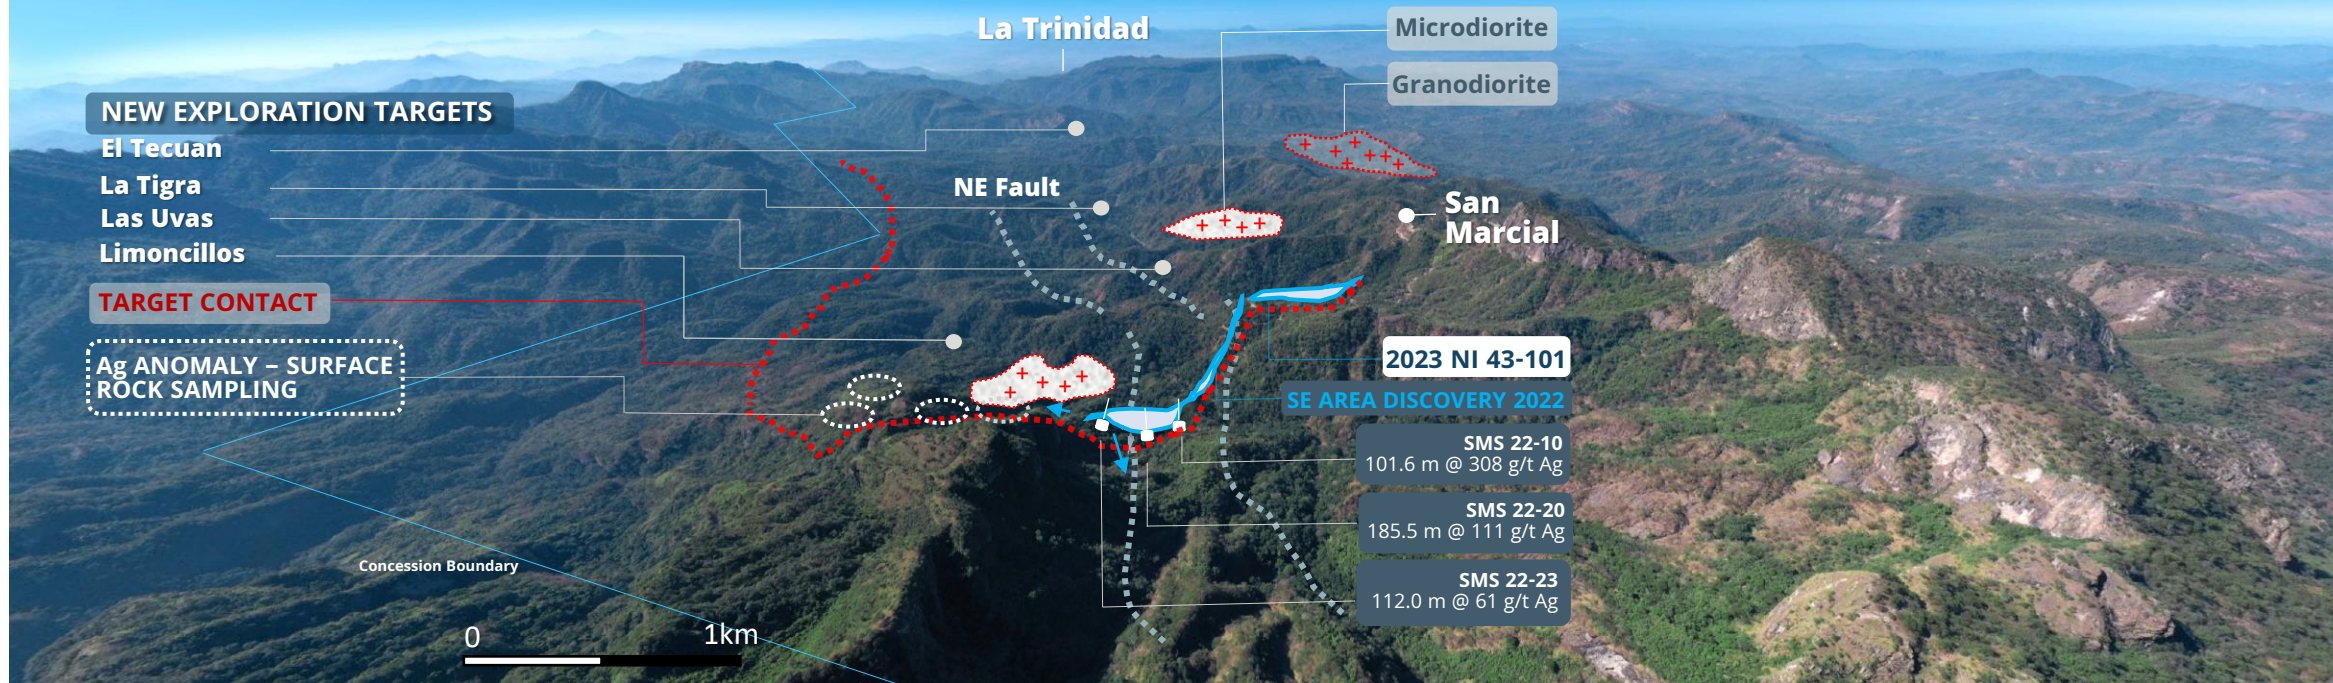 La Trinidad
Microdiorite
Granodiorite
NEW EXPLORATION TARGETS
El Tecuan
La Tigra
Las Uvas
Limoncillos
TARGET CONTACT
Ag ANOMALY – SURFACE
ROCK SAMPLING
NE Fault
San
Marcial
2023 NI 43-101
SE AREA DISCOVERY 2022
SMS 22-10
101.6 m @ 308 g/t Ag
SMS 22-20
185.5 m @ 111 g/t Ag
SMS 22-23
112.0 m @ 61 g/t Ag
Concession Boundary
0
1km